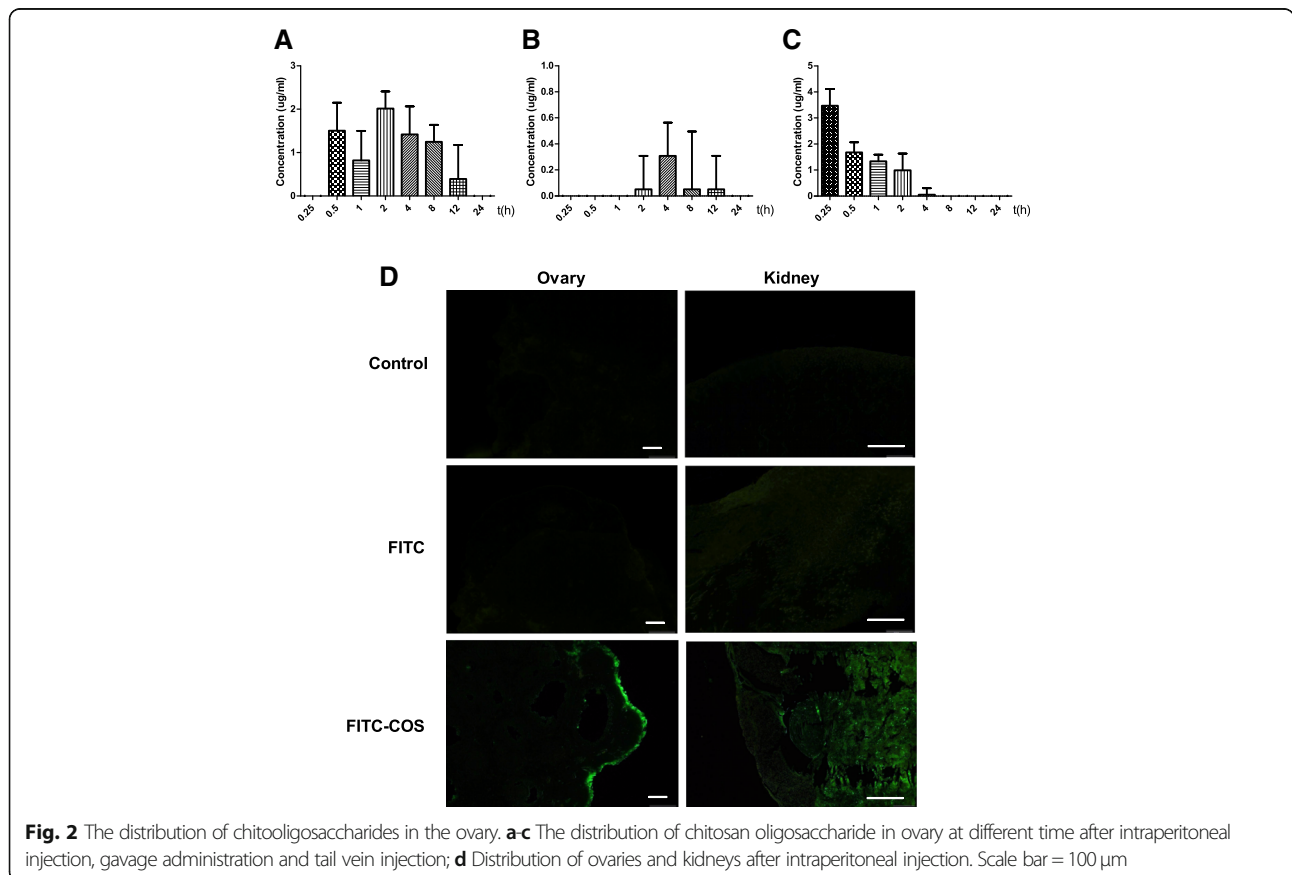 A
B
C
Concentration (ug/ml)
3
2
1
0
0.25
0.5
1
2
4
8
12
24
t(h)
Concentration (ug/ml)
1.0
0.8
0.6
0.4
0.2
0.0
0.25
0.5
1
2
4
8
12
24
t(h)
Concentration (ug/ml)
5
4
3
2
1
0
0.25
0.5
1
2
4
8
12
24
t(h)
D
Ovary
Kidney
Control
FITC
FITC-COS
Fig. 2 The distribution of chitooligosaccharides in the ovary. a-c The distribution of chitosan oligosaccharide in ovary at different time after intraperitoneal
injection, gavage administration and tail vein injection; d Distribution of ovaries and kidneys after intraperitoneal injection. Scale bar = 100 μm